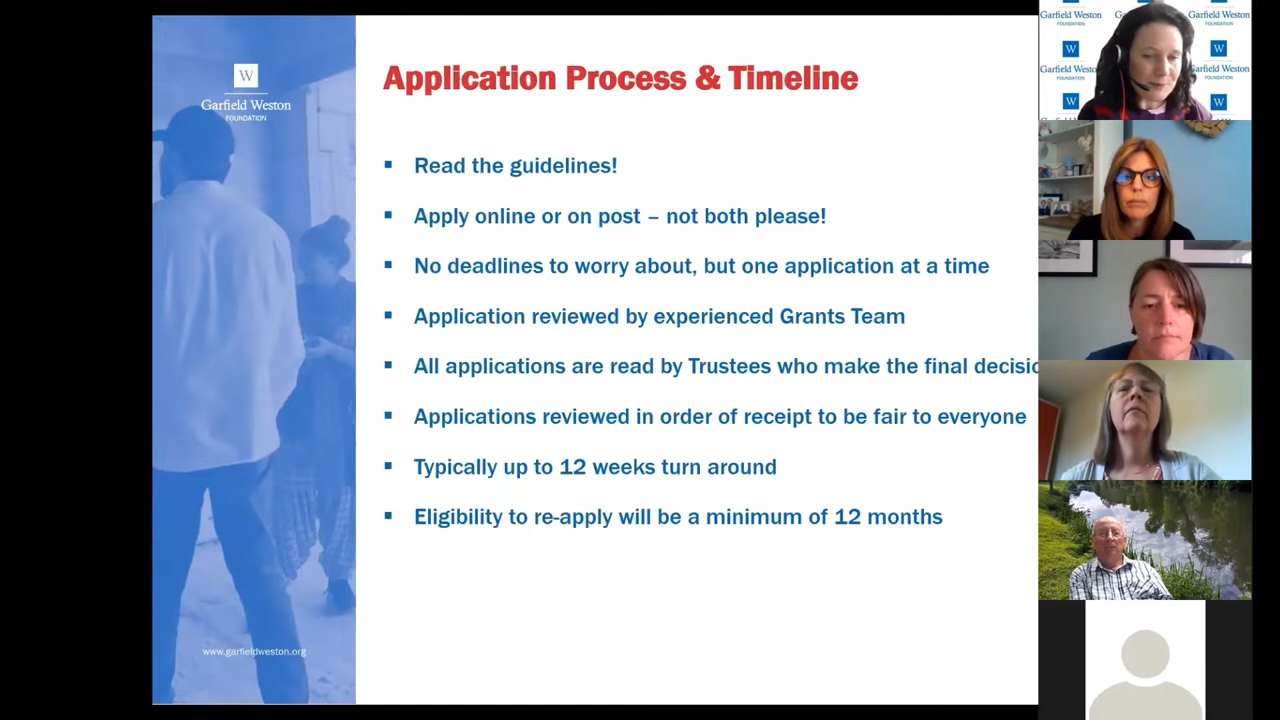 W
Garfield Weston
FOUNDATION
Application Process & Timeline
Read the guidelines!
Apply online or on post – not both please!
No deadlines to worry about, but one application at a time
Application reviewed by experienced Grants Team
All applications are read by Trustees who make the final decisio
Applications reviewed in order of receipt to be fair to everyone
Typically up to 12 weeks turn around
Eligibility to re-apply will be a minimum of 12 months
www.garfieldweston.org
Garfield Weston
FOUNDATION
Garfield Weston
FOUNDATION
W
W
Garfield Weston
FOUNDATION
Garfield Weston
FOUNDATION
W
W